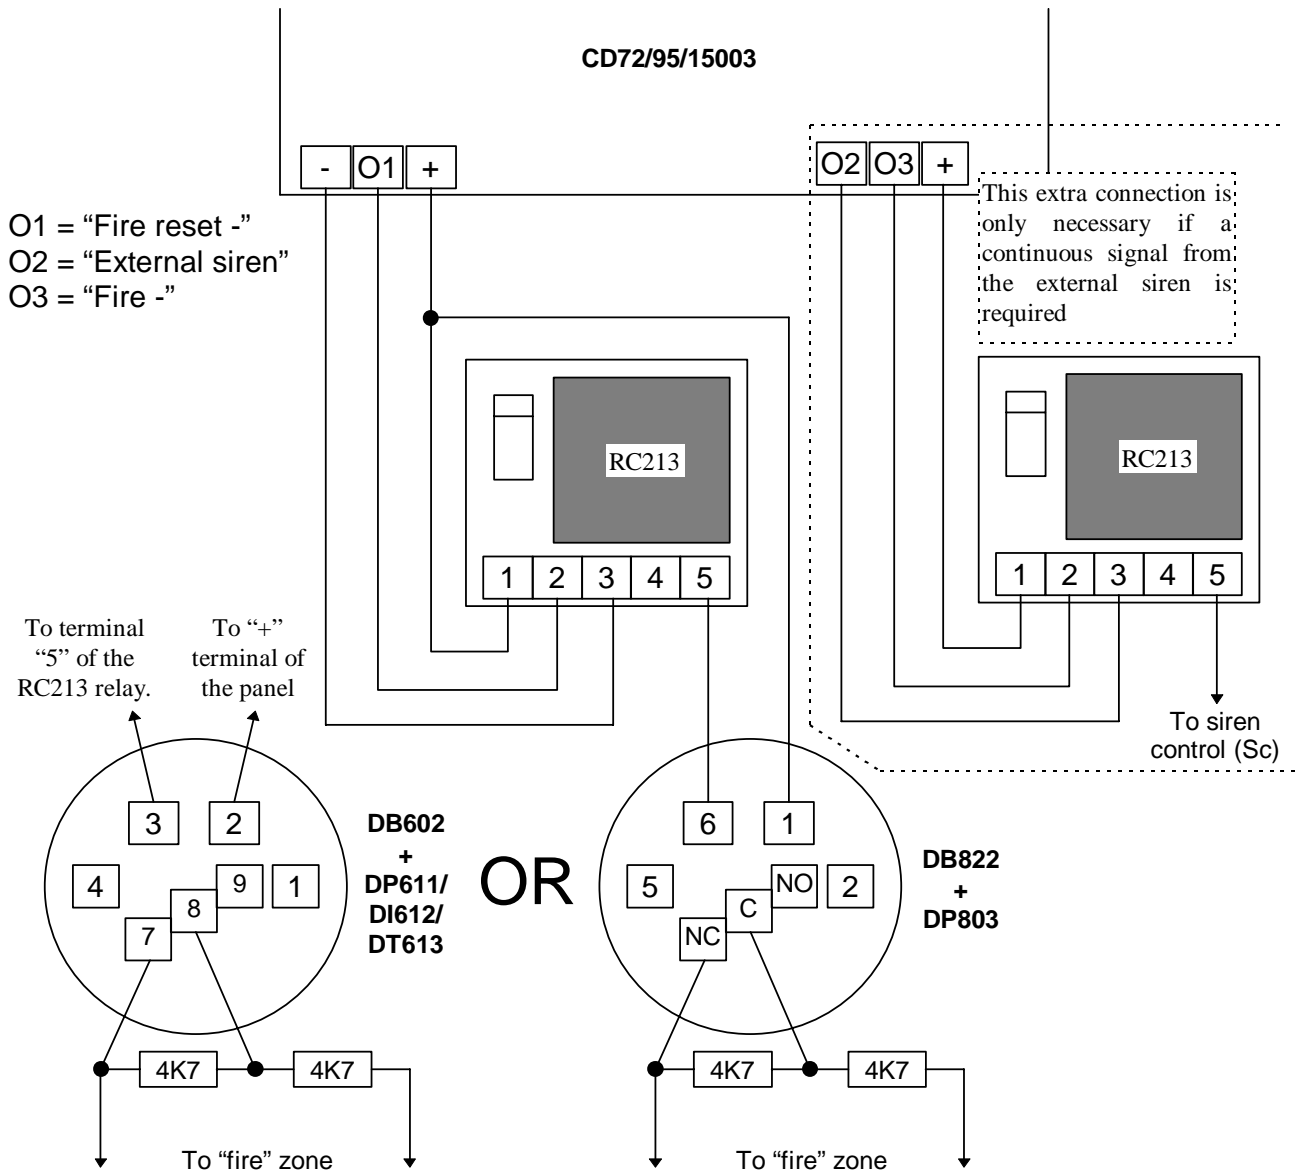 CD72/95/15003
- O1 +
O2 O3 +
O1 = “Fire reset -”
O2 = “External siren”
O3 = “Fire -”
This extra connection is
only necessary if a
continuous signal from
the external siren is
required
RC213
1 2 3 4 5
RC213
1 2 3 4 5
To terminal
“5” of the
RC213 relay.
To “+”
terminal of
the panel
To siren
control (Sc)
3 2
4 9 1
8
7
DB602
+
DP611/
DI612/
DT613
OR
6 1
5 NO 2
C
NC
DB822
+
DP803
4K7 4K7
To “fire” zone
4K7 4K7
To “fire” zone